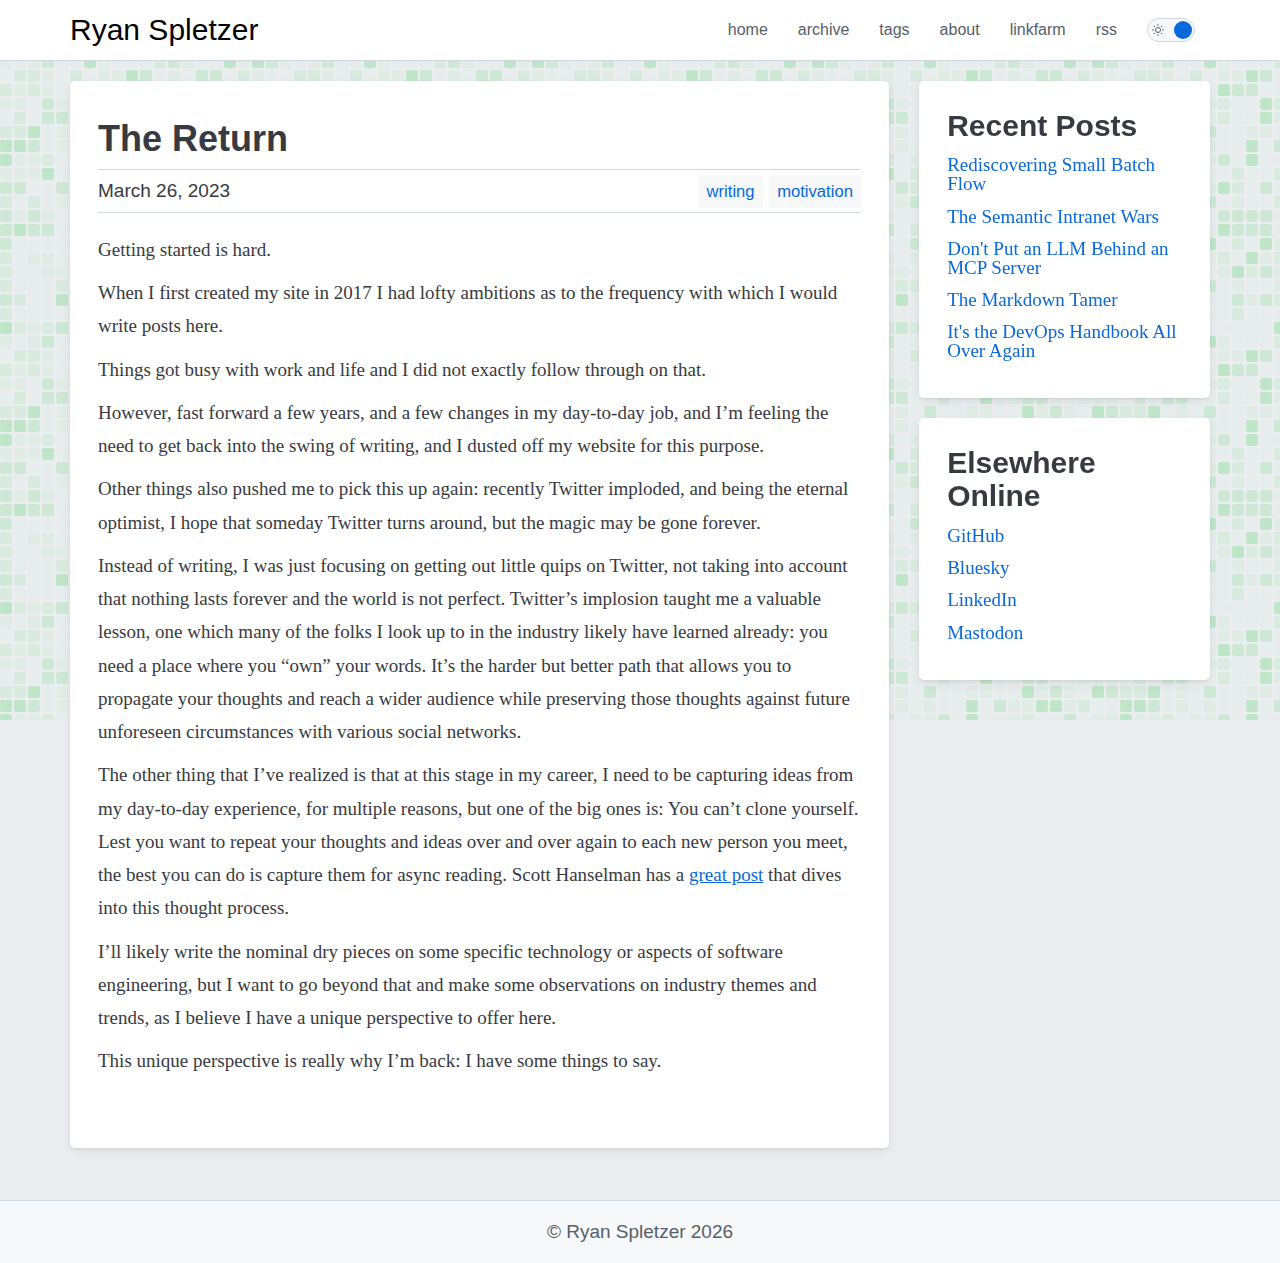 Ryan Spletzer
home archive tags about linkfarm rss
The Return
March 26, 2023 writing motivation
Getting started is hard.
When I first created my site in 2017 I had lofty ambitions as to the frequency with which I would
write posts here.
Things got busy with work and life and I did not exactly follow through on that.
However, fast forward a few years, and a few changes in my day-to-day job, and I’m feeling the
need to get back into the swing of writing, and I dusted off my website for this purpose.
Other things also pushed me to pick this up again: recently Twitter imploded, and being the eternal
optimist, I hope that someday Twitter turns around, but the magic may be gone forever.
Instead of writing, I was just focusing on getting out little quips on Twitter, not taking into account
that nothing lasts forever and the world is not perfect. Twitter’s implosion taught me a valuable
lesson, one which many of the folks I look up to in the industry likely have learned already: you
need a place where you “own” your words. It’s the harder but better path that allows you to
propagate your thoughts and reach a wider audience while preserving those thoughts against future
unforeseen circumstances with various social networks.
The other thing that I’ve realized is that at this stage in my career, I need to be capturing ideas from
my day-to-day experience, for multiple reasons, but one of the big ones is: You can’t clone yourself.
Lest you want to repeat your thoughts and ideas over and over again to each new person you meet,
the best you can do is capture them for async reading. Scott Hanselman has a great post that dives
into this thought process.
I’ll likely write the nominal dry pieces on some specific technology or aspects of software
engineering, but I want to go beyond that and make some observations on industry themes and
trends, as I believe I have a unique perspective to offer here.
This unique perspective is really why I’m back: I have some things to say.
Recent Posts
Rediscovering Small Batch
Flow
The Semantic Intranet Wars
Don't Put an LLM Behind an
MCP Server
The Markdown Tamer
It's the DevOps Handbook All
Over Again
Elsewhere
Online
GitHub
Bluesky
LinkedIn
Mastodon
© Ryan Spletzer 2026